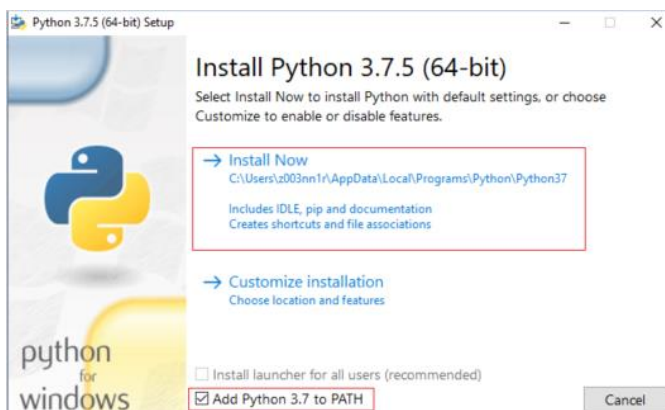 Python 3.7.5 (64-bit) Setup
Install Python 3.7.5 (64-bit)
Select Install Now to install Python with default settings, or choose
Customize to enable or disable features.
Install Now
C:\Users\z003nn1r\AppData\Local\Programs\Python\Python37
Includes IDLE, pip and documentation
Creates shortcuts and file associations
Customize installation
Choose location and features
Install launcher for all users (recommended)
Add Python 3.7 to PATH
Cancel
python
for
windows